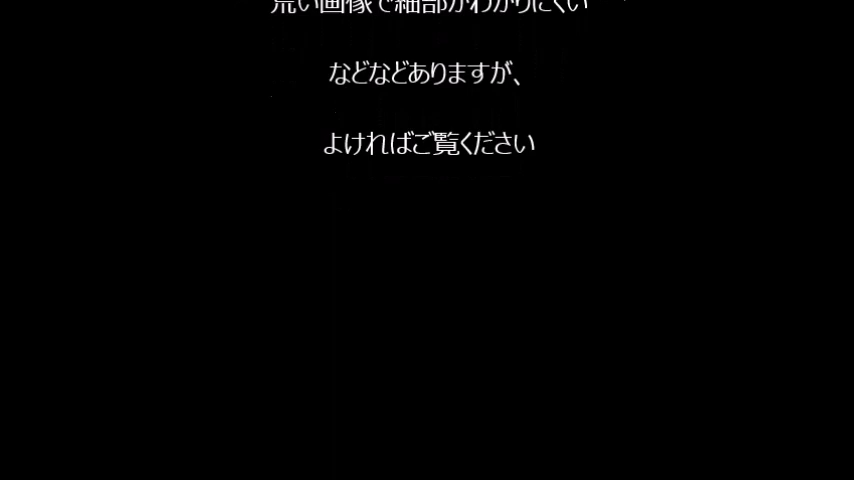 荒い画像で細部がわかりにくい
などなどありますが、
よければご覧ください